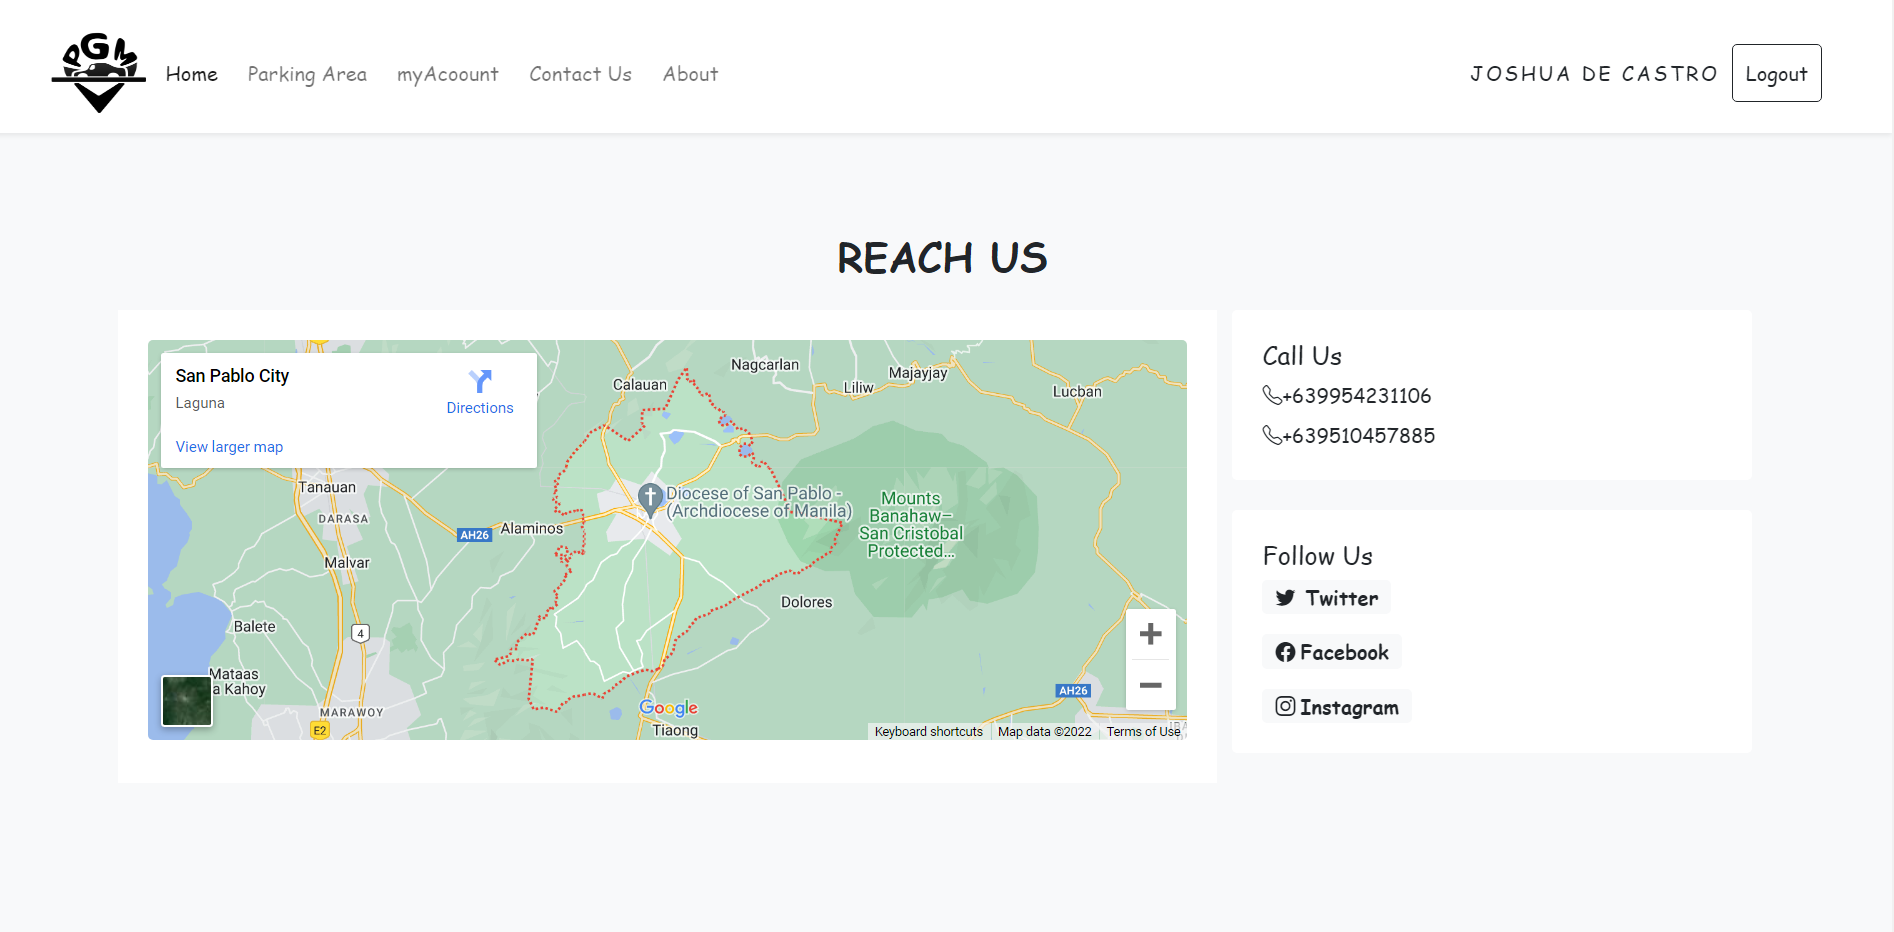 PGM
Home Parking Area myAcoount Contact Us About
JOSHUA DE CASTRO Logout
REACH US
San Pablo City
Laguna
Directions
View larger map
Calauan
Nagcarlan
Liliw
Majayjay
Lucban
Tanauan
DARASA
AH26
Alaminos
Diocese of San Pablo -
(Archdiocese of Manila)
Mounts
Banahaw–
San Cristobal
Protected...
Malvar
Dolores
Balete
4
Mataas
a Kahoy
MARAWOY
E2
Google
Tiaong
AH26
Keyboard shortcuts Map data ©2022 Terms of Use
Call Us
+639954231106
+639510457885
Follow Us
Twitter
Facebook
Instagram